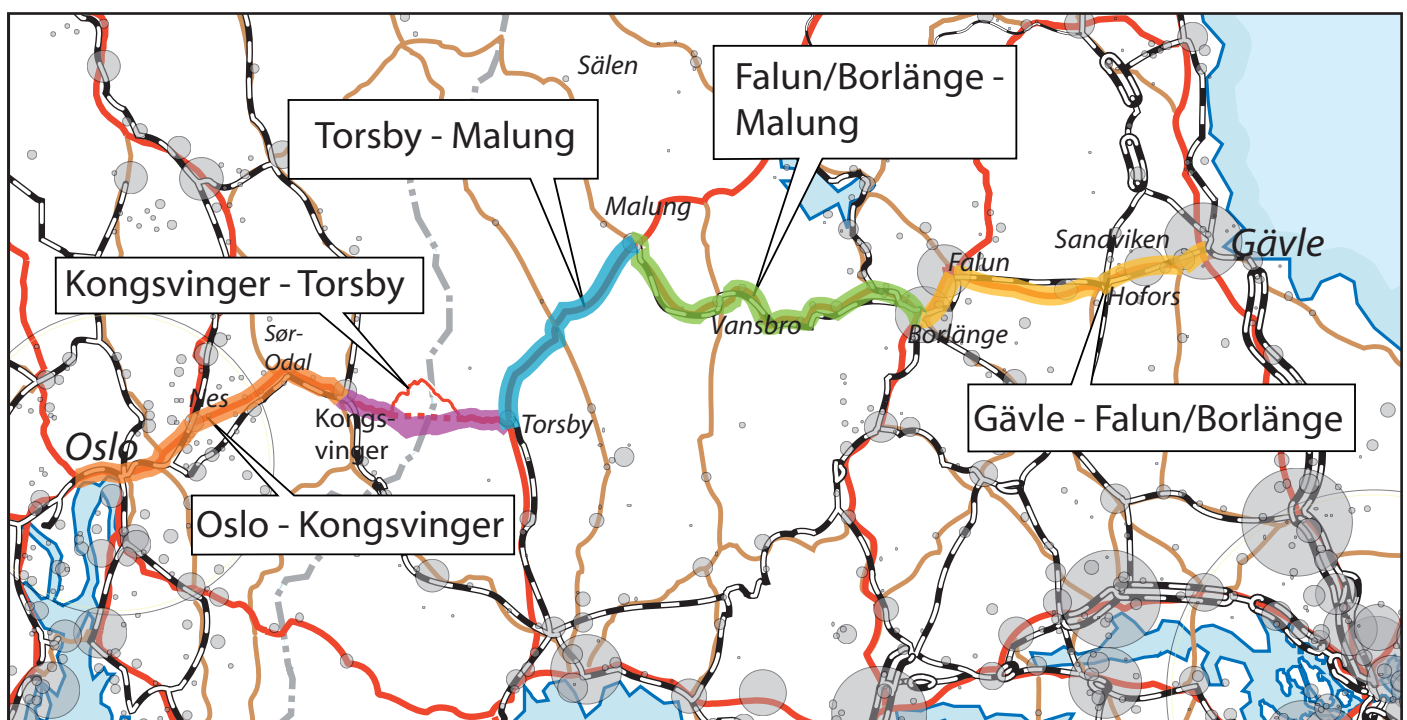 Sälen
Falun/Borlänge -
Malung
Torsby - Malung
Malung
Sandviken
Gävle
Falun
Kongsvinger - Torsby
Hofors
Sør-
Odal
Vansbro
Borlänge
Nes
Kongs-
vinger
Torsby
Gävle - Falun/Borlänge
Oslo
Oslo - Kongsvinger